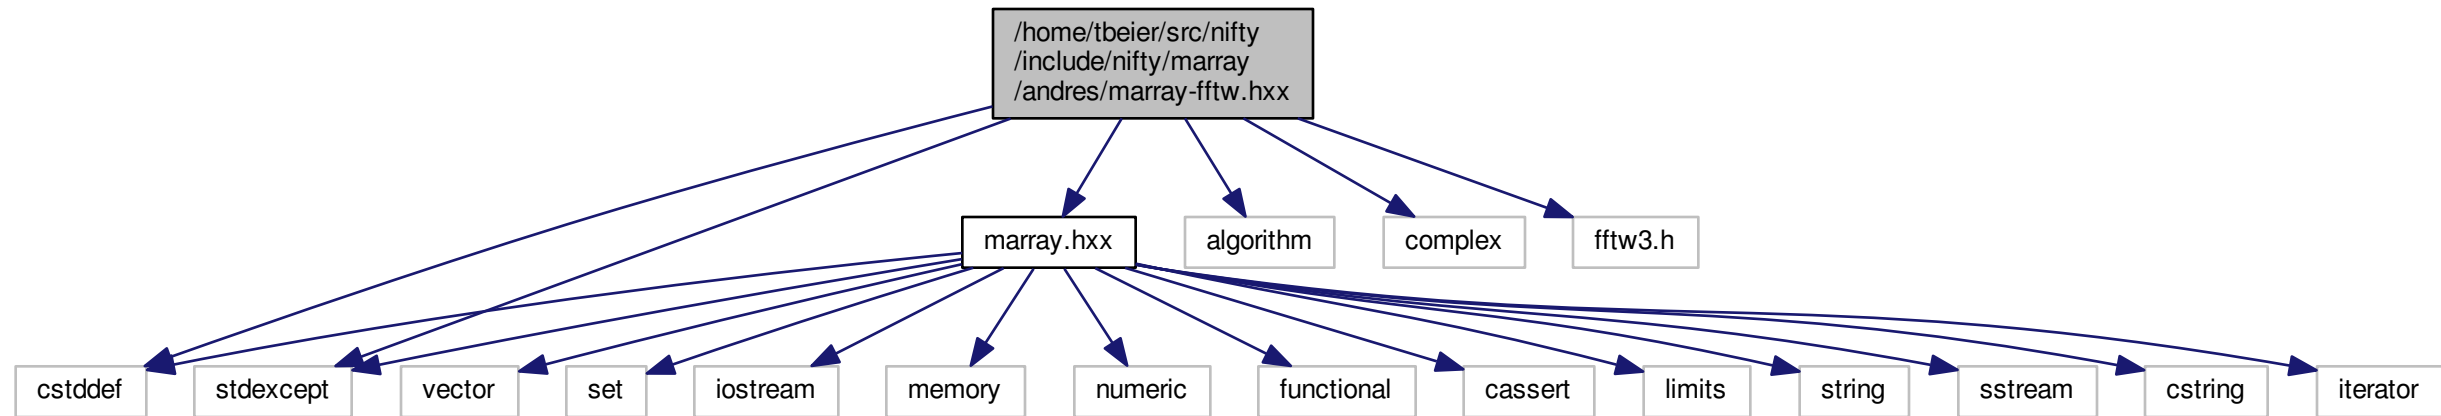 /home/tbeier/src/nifty
/include/nifty/marray
/andres/marray-fftw.hxx
marray.hxx
algorithm
complex
fftw3.h
cstddef
stdexcept
vector
set
iostream
memory
numeric
functional
cassert
limits
string
sstream
cstring
iterator